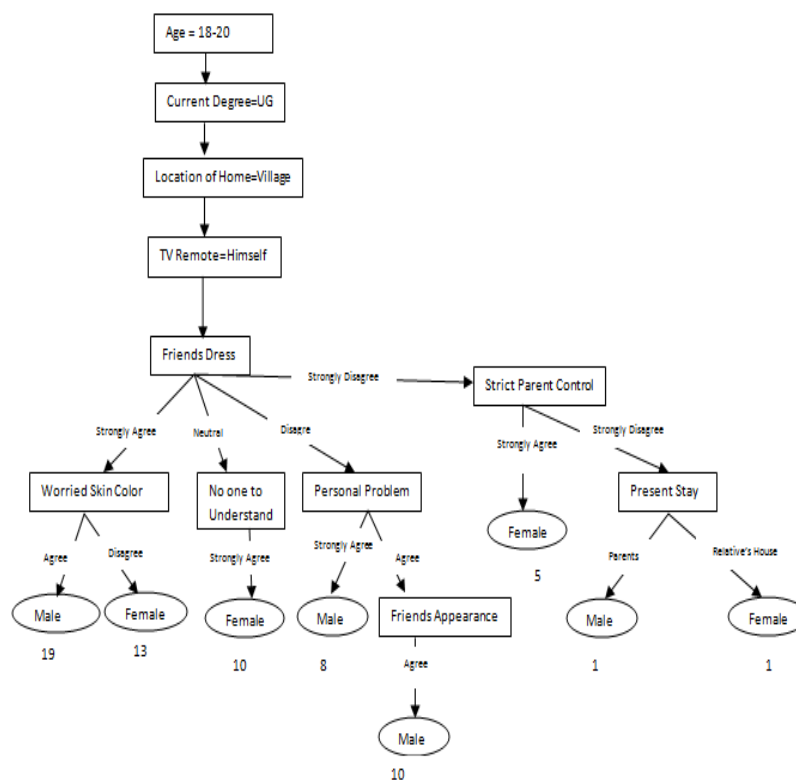 Age = 18-20
Current Degree=UG
Location of Home=Village
TV Remote=Himself
Friends Dress
Strongly Disagree
Strict Parent Control
Strongly Agree
Neutral
Disagre
Strongly Agree
Strongly Disagree
Worried Skin Color
No one to
Understand
Personal Problem
Present Stay
Agree
Disagree
Strongly Agree
Strongly Agree
Agree
Female
5
Parents
Relative's House
Male
19
Female
13
Female
10
Male
8
Friends Appearance
Male
1
Female
1
Agree
Male
10